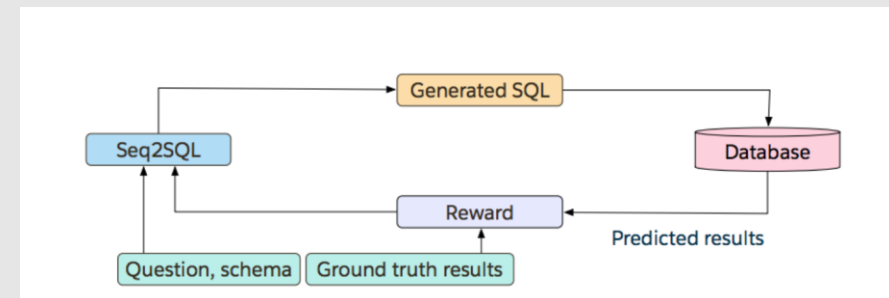 Generated SQL
Seq2SQL
Database
Reward
Predicted results
Question, schema
Ground truth results